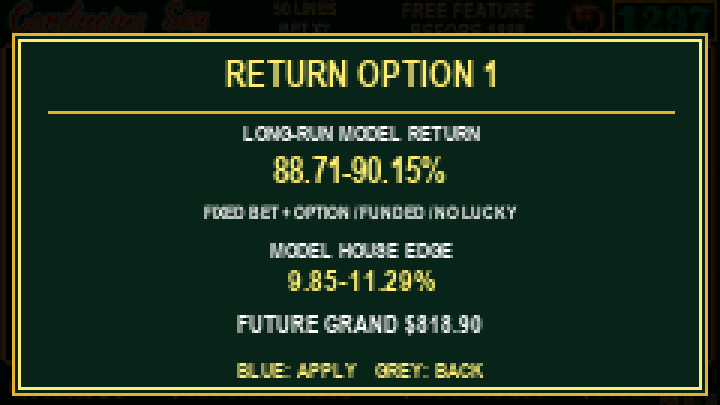 50 LINES
FREE FEATURE
1297
RETURN OPTION 1
LONG-RUN MODEL RETURN
88.71-90.15%
FIXED BET + OPTION / FUNDED / NO LUCKY
MODEL HOUSE EDGE
9.85-11.29%
FUTURE GRAND $818.90
BLUE: APPLY GREY: BACK